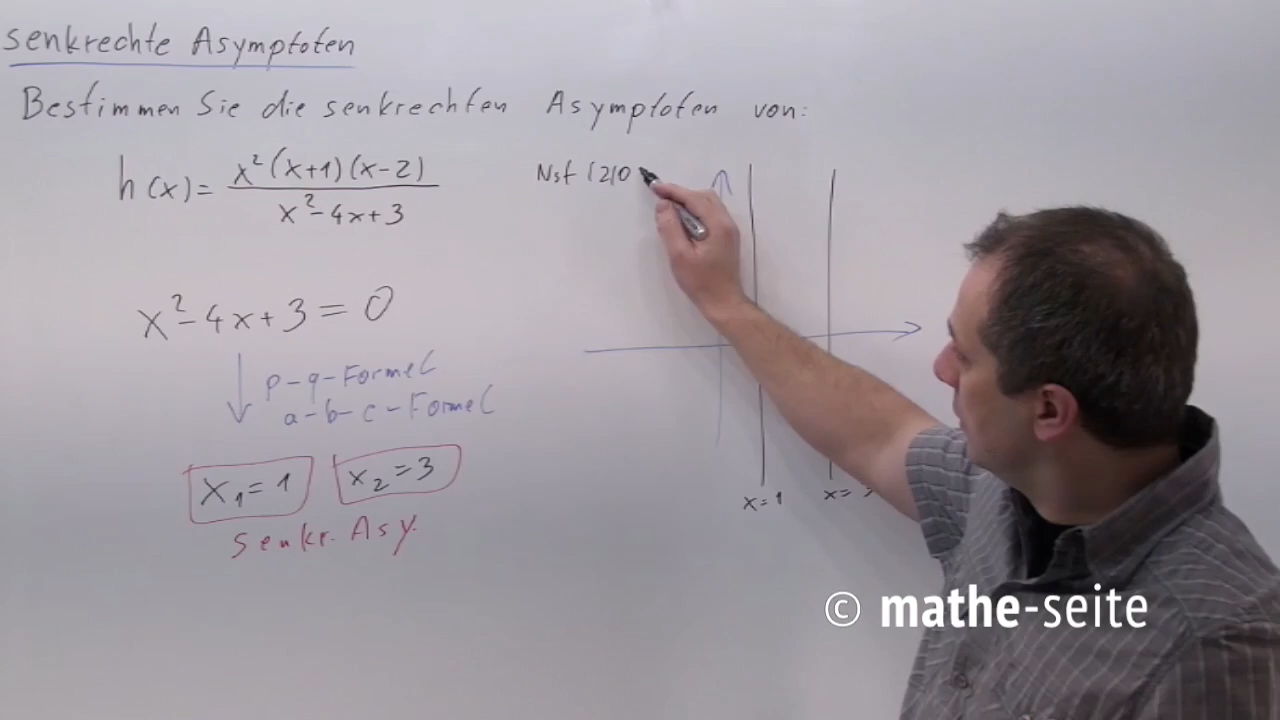 senkrechte Asymptoten
Bestimmen Sie die senkrechten Asymptoten von:
h(x) = x²(x+1)(x-2) / x²-4x+3
Nst (2|0
x²-4x+3=0
p-q-Formel
a-b-c-Formel
x₁=1 x₂=3
senkr. Asy.
x=1 x=3
© mathe-seite